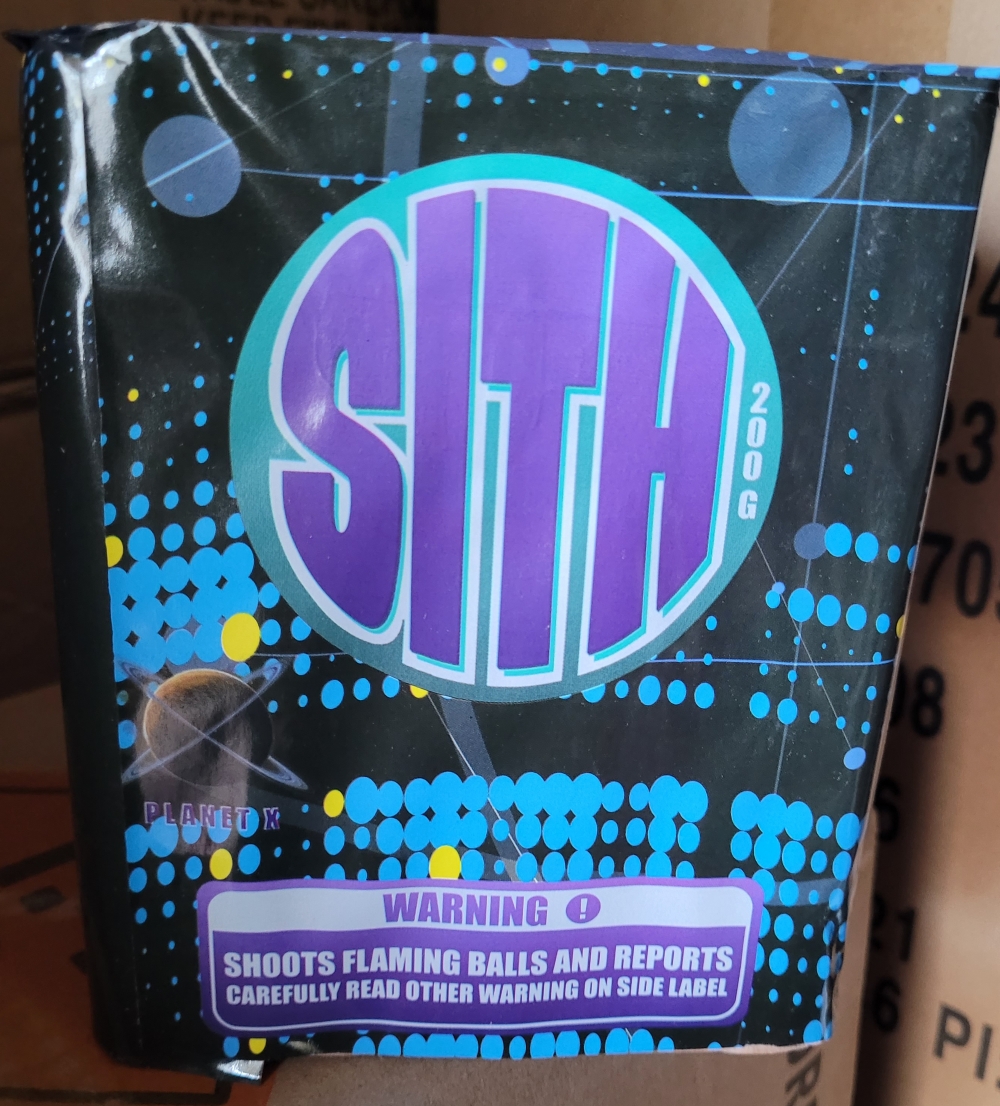 SITH
200G
PLANET X
WARNING !
SHOOTS FLAMING BALLS AND REPORTS
CAREFULLY READ OTHER WARNING ON SIDE LABEL